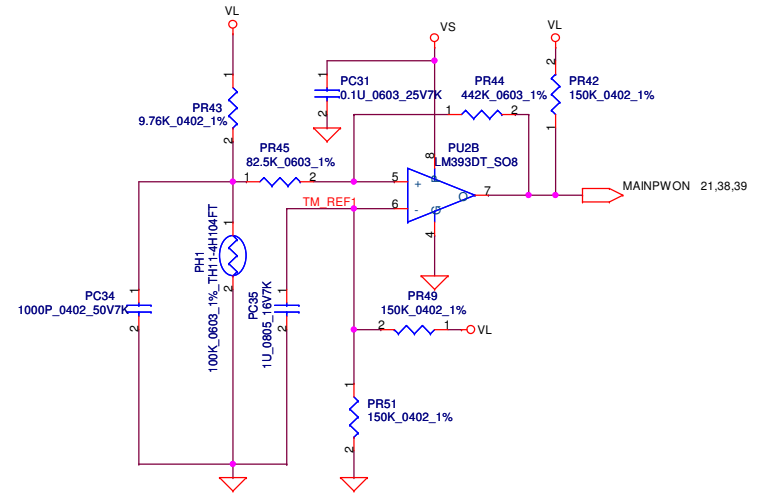 VL
VS
VL
1
PR43
9.76K_0402_1%
2
1
PC31
0.1U_0603_25V7K
2
PR44
442K_0603_1%
1
2
2
PR42
150K_0402_1%
1
PR45
82.5K_0603_1%
1
2
8
PU2B
LM393DT_SO8
5
+
P
7
O
6
-
G
4
MAINPWON 21,38,39
TM_REF1
1
PH1
100K_0603_1%_TH11-4H104FT
2
1
PC34
1000P_0402_50V7K
2
1
PC35
1U_0805_16V7K
2
PR49
150K_0402_1%
2
1
VL
1
PR51
150K_0402_1%
2